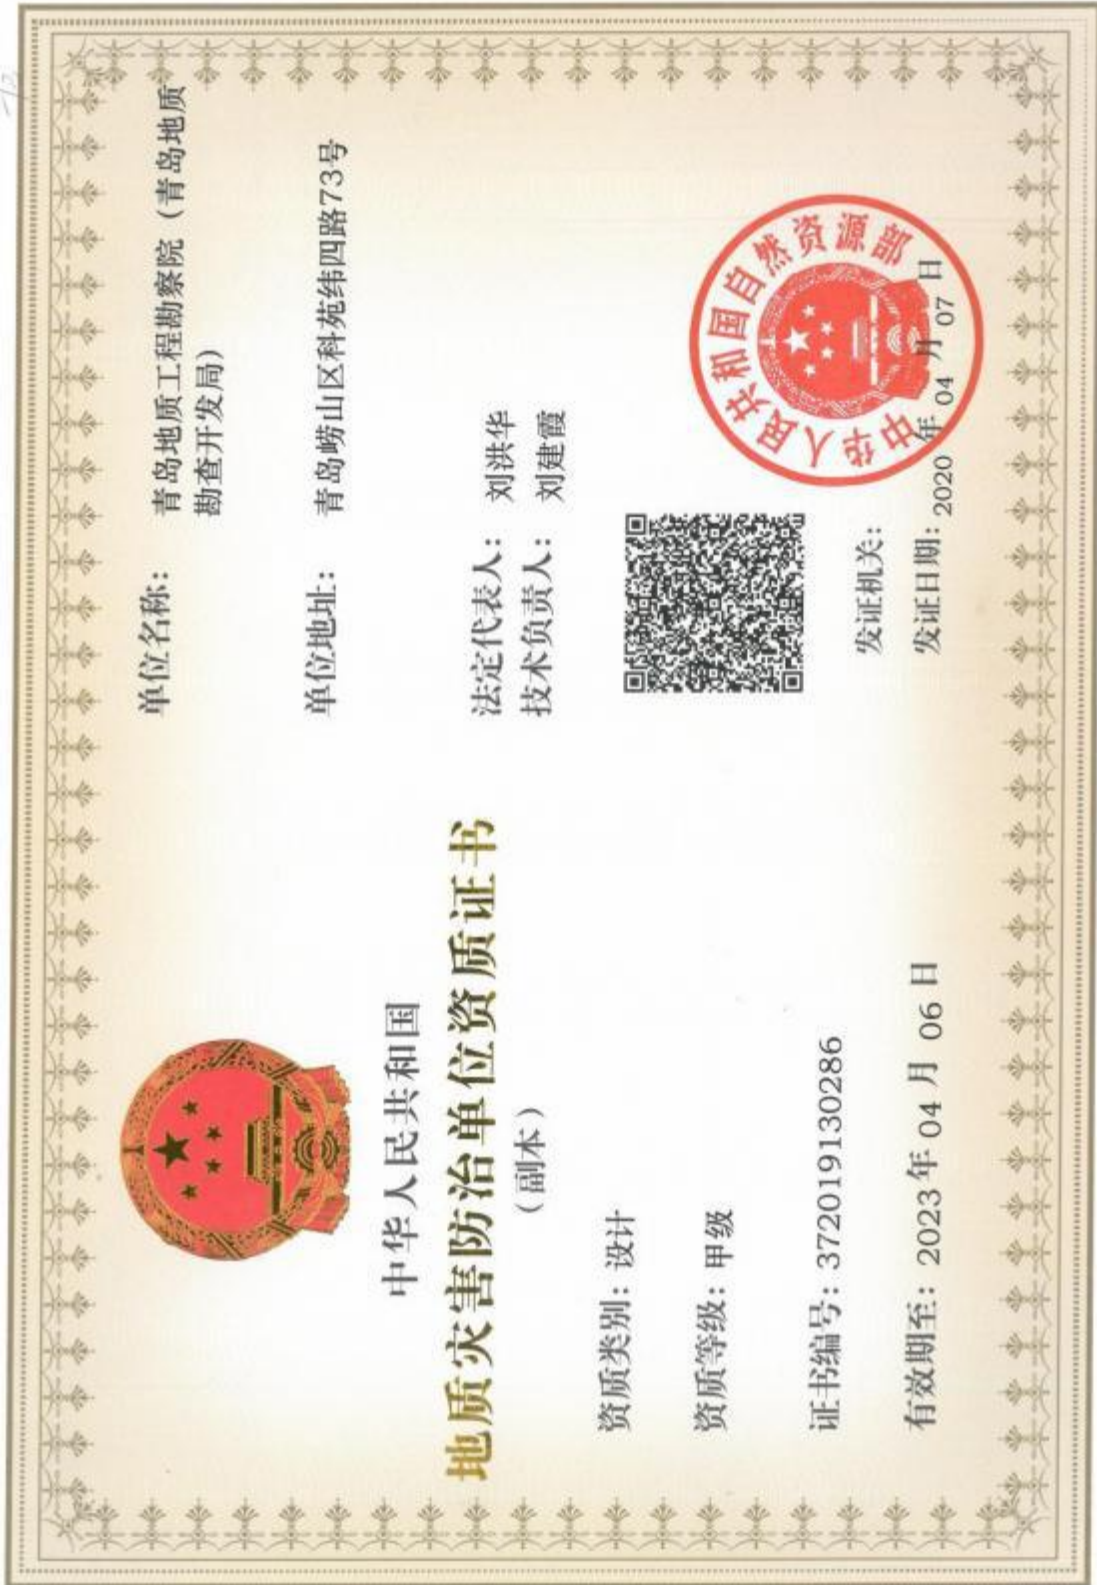 中华人民共和国
地质灾害防治单位资质证书
（副本）
资质类别：设计
资质等级：甲级
证书编号：372019130286
有效期至：2023年04月06日
单位名称：青岛地质工程勘察院（青岛地质
勘查开发局）
单位地址：青岛崂山区科苑纬四路73号
法定代表人：刘洪华
技术负责人：刘建霞
发证机关：
发证日期：2020年04月07日
中华人民共和国自然资源部